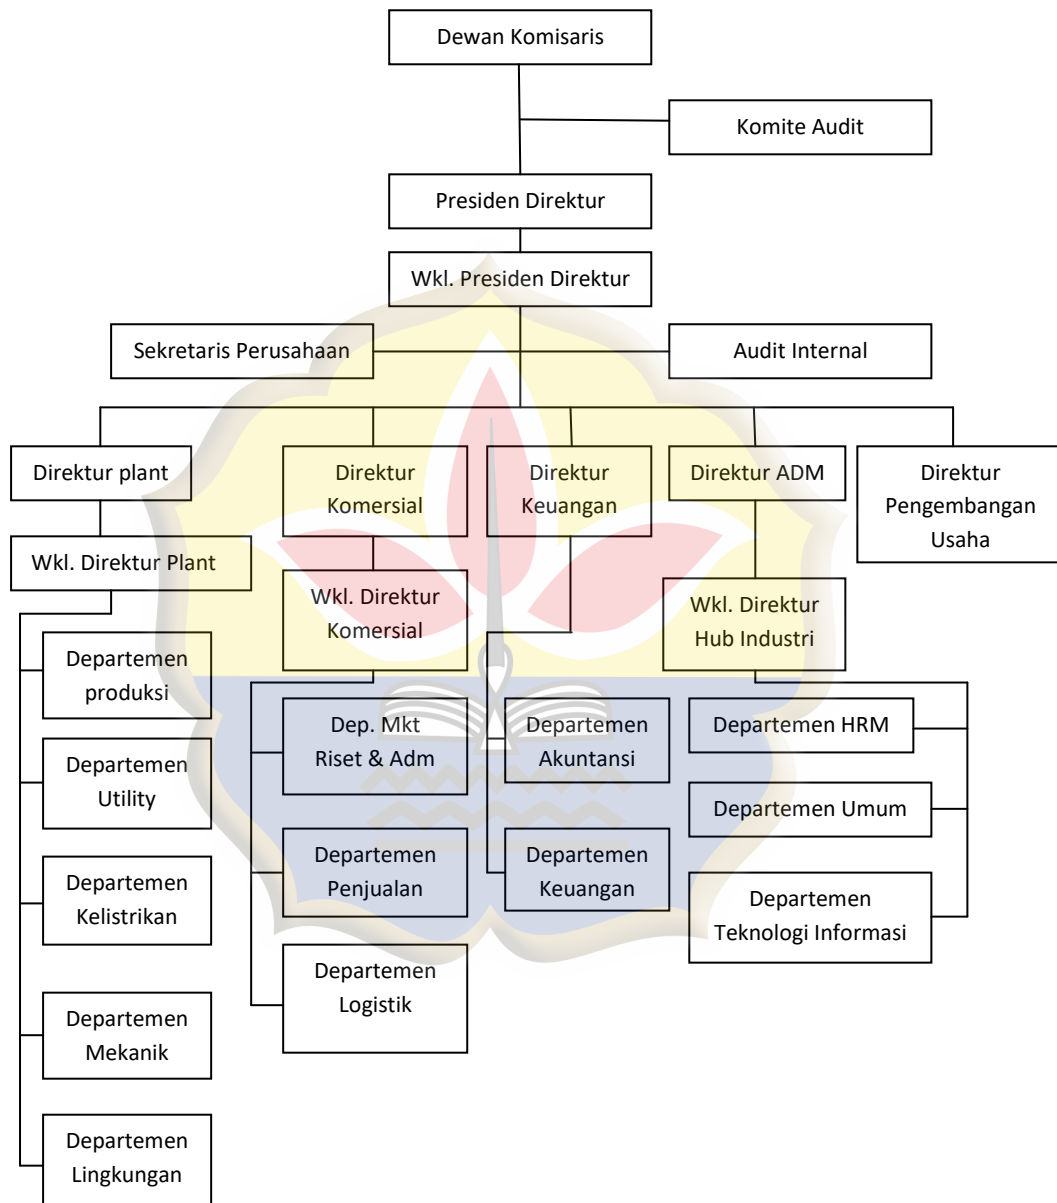 Dewan Komisaris
Komite Audit
Presiden Direktur
Wkl. Presiden Direktur
Sekretaris Perusahaan
Audit Internal
Direktur plant
Direktur
Komersial
Direktur
Keuangan
Direktur ADM
Direktur
Pengembangan
Usaha
Wkl. Direktur Plant
Wkl. Direktur
Komersial
Wkl. Direktur
Hub Industri
Departemen
produksi
Dep. Mkt
Riset & Adm
Departemen
Akuntansi
Departemen HRM
Departemen
Utility
Departemen Umum
Departemen
Penjualan
Departemen
Keuangan
Departemen
Kelistrikan
Departemen
Teknologi Informasi
Departemen
Logistik
Departemen
Mekanik
Departemen
Lingkungan